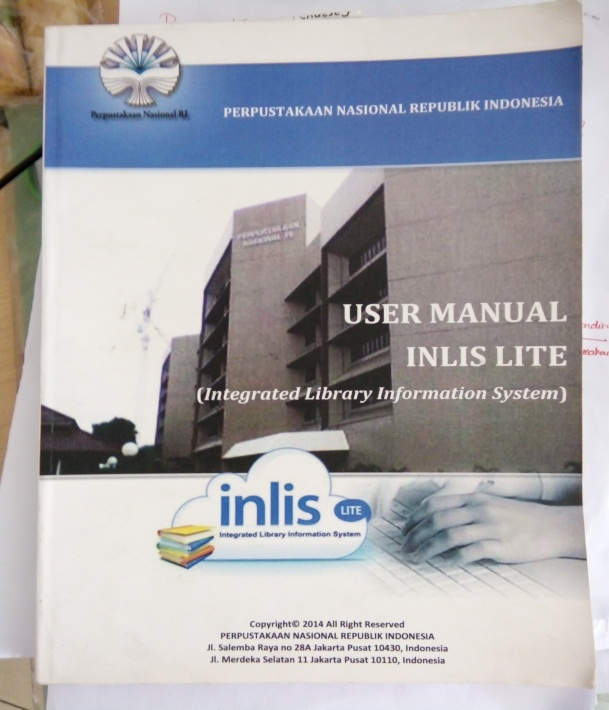 Perpustakaan Nasional RI
PERPUSTAKAAN NASIONAL REPUBLIK INDONESIA
PERPUSTAKAAN
NASIONAL RI
USER MANUAL
INLIS LITE
(Integrated Library Information System)
inlis LITE
Integrated Library Information System
Copyright© 2014 All Right Reserved
PERPUSTAKAAN NASIONAL REPUBLIK INDONESIA
Jl. Salemba Raya no 28A Jakarta Pusat 10430, Indonesia
Jl. Merdeka Selatan 11 Jakarta Pusat 10110, Indonesia